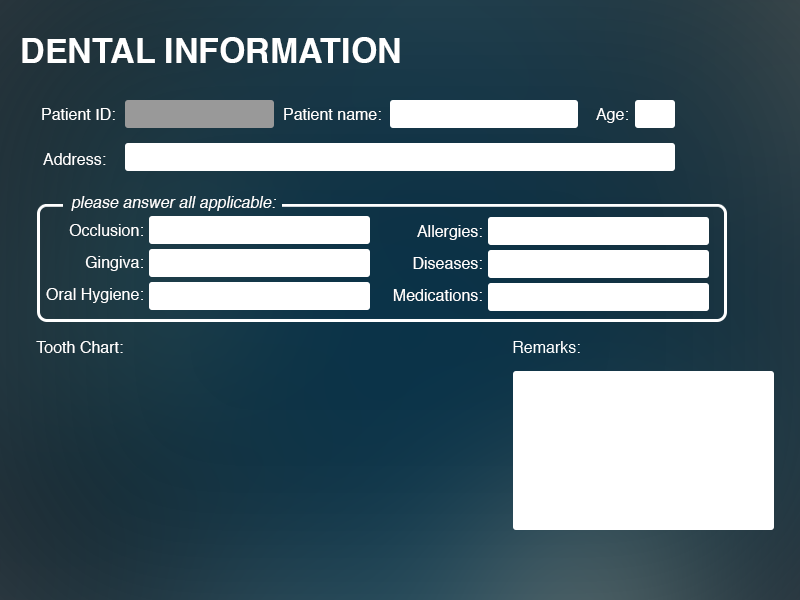 DENTAL INFORMATION
Patient ID: Patient name: Age:
Address:
please answer all applicable:
Occlusion: Allergies:
Gingiva: Diseases:
Oral Hygiene: Medications:
Tooth Chart: Remarks: